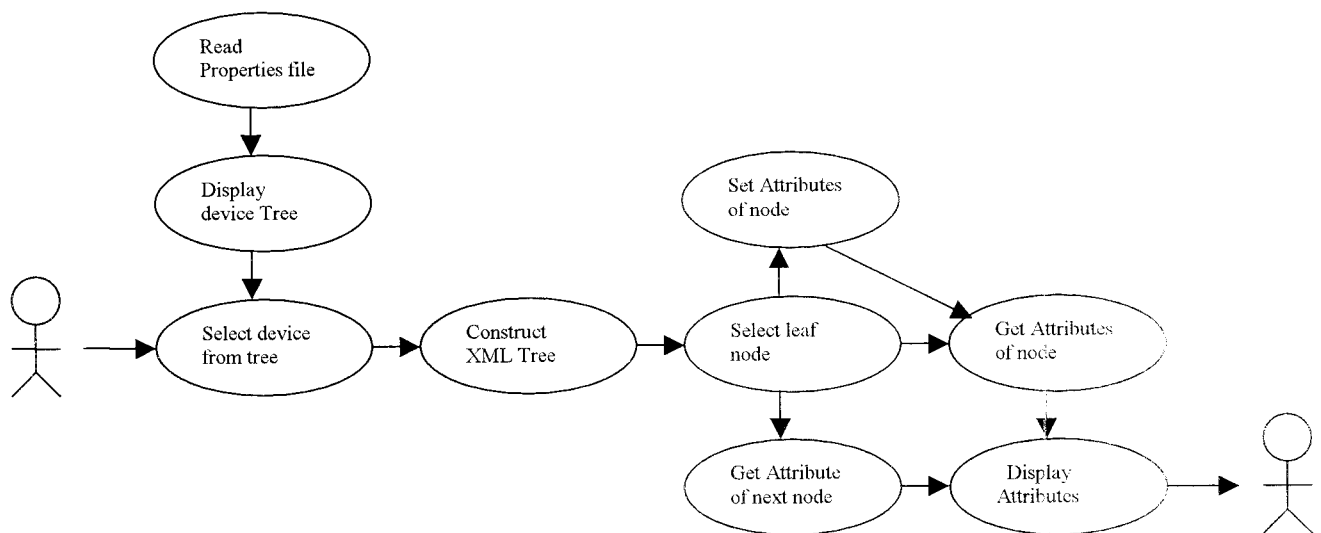 Read
Properties file
Display
device Tree
Set Attributes
of node
Select device
from tree
Construct
XML Tree
Select leaf
node
Get Attributes
of node
Get Attribute
of next node
Display
Attributes